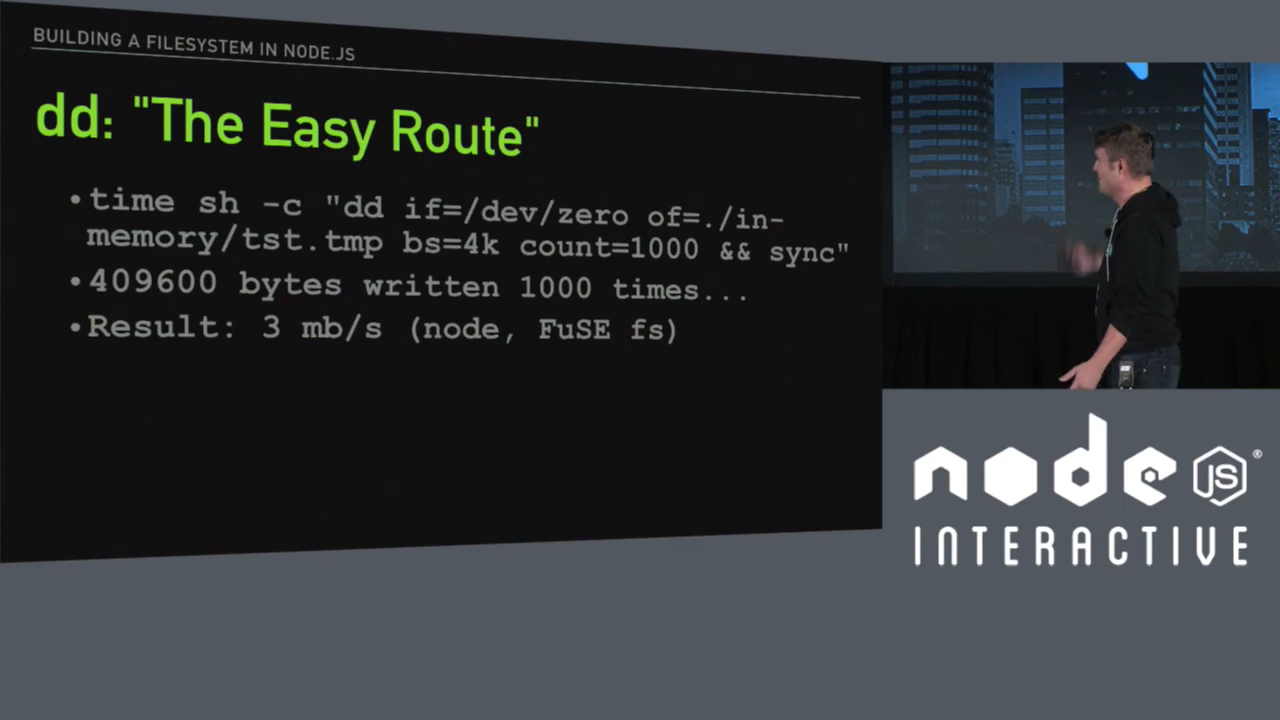 BUILDING A FILESYSTEM IN NODE.JS
dd: "The Easy Route"
•time sh -c "dd if=/dev/zero of=./in-
memory/tst.tmp bs=4k count=1000 && sync"
•409600 bytes written 1000 times...
•Result: 3 mb/s (node, FuSE fs)
node JS ®
INTERACTIVE